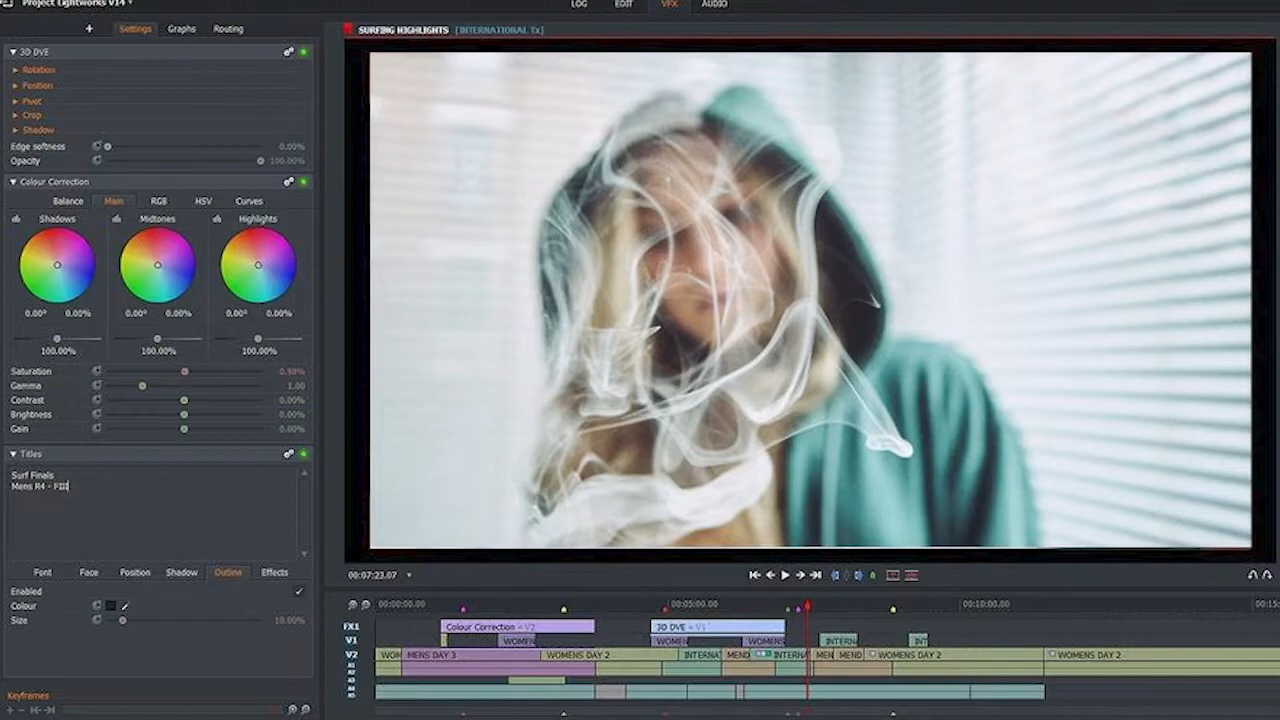 Project Lightworks V14
LOG EDIT VFX AUDIO
+ Settings Graphs Routing
SURFING HIGHLIGHTS [INTERNATIONAL Tx]
3D DVE
Rotation
Position
Pivot
Crop
Shadow
Edge softness 0.00%
Opacity 100.00%
Colour Correction
Balance Main RGB HSV Curves
Shadows Midtones Highlights
0.00° 0.00% 0.00° 0.00% 0.00° 0.00%
100.00% 100.00% 100.00%
Saturation 0.98%
Gamma 1.00
Contrast 0.00%
Brightness 0.00%
Gain 0.00%
Titles
Surf Finals
Mens R4 -
Font Face Position Shadow Outline Effects
Enabled
Colour
Size 10.00%
Keyframes
00:07:23.07
00:00:00.00 00:05:00.00 00:10:00.00 00:15:
FX1 Colour Correction - V2 3D DVE - V1
V1 WOMEN WOMEN WOMENS INTERN INT
V2 WOM MENS DAY 3 WOMENS DAY 2 INTERNA MEND INTERNA MEN MEND WOMENS DAY 2 WOMENS DAY 2
A1
A2
A3
A4
A5